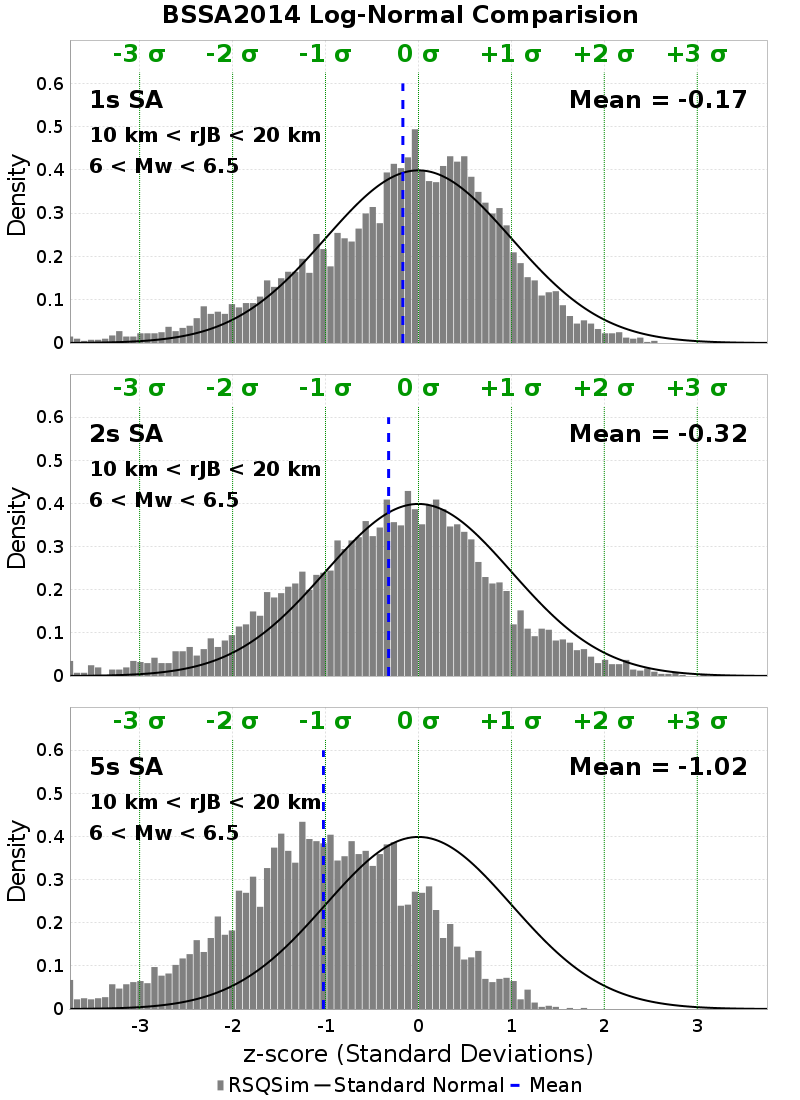 BSSA2014 Log-Normal Comparision
-3 σ -2 σ -1 σ 0 σ +1 σ +2 σ +3 σ
0.6
1s SA Mean = -0.17
0.5
10 km < rJB < 20 km
6 < Mw < 6.5
0.4
Density
0.3
0.2
0.1
0
-3 σ -2 σ -1 σ 0 σ +1 σ +2 σ +3 σ
0.6
2s SA Mean = -0.32
0.5
10 km < rJB < 20 km
6 < Mw < 6.5
0.4
Density
0.3
0.2
0.1
0
-3 σ -2 σ -1 σ 0 σ +1 σ +2 σ +3 σ
0.6
5s SA Mean = -1.02
0.5
10 km < rJB < 20 km
6 < Mw < 6.5
0.4
Density
0.3
0.2
0.1
0
-3 -2 -1 0 1 2 3
z-score (Standard Deviations)
RSQSim Standard Normal Mean